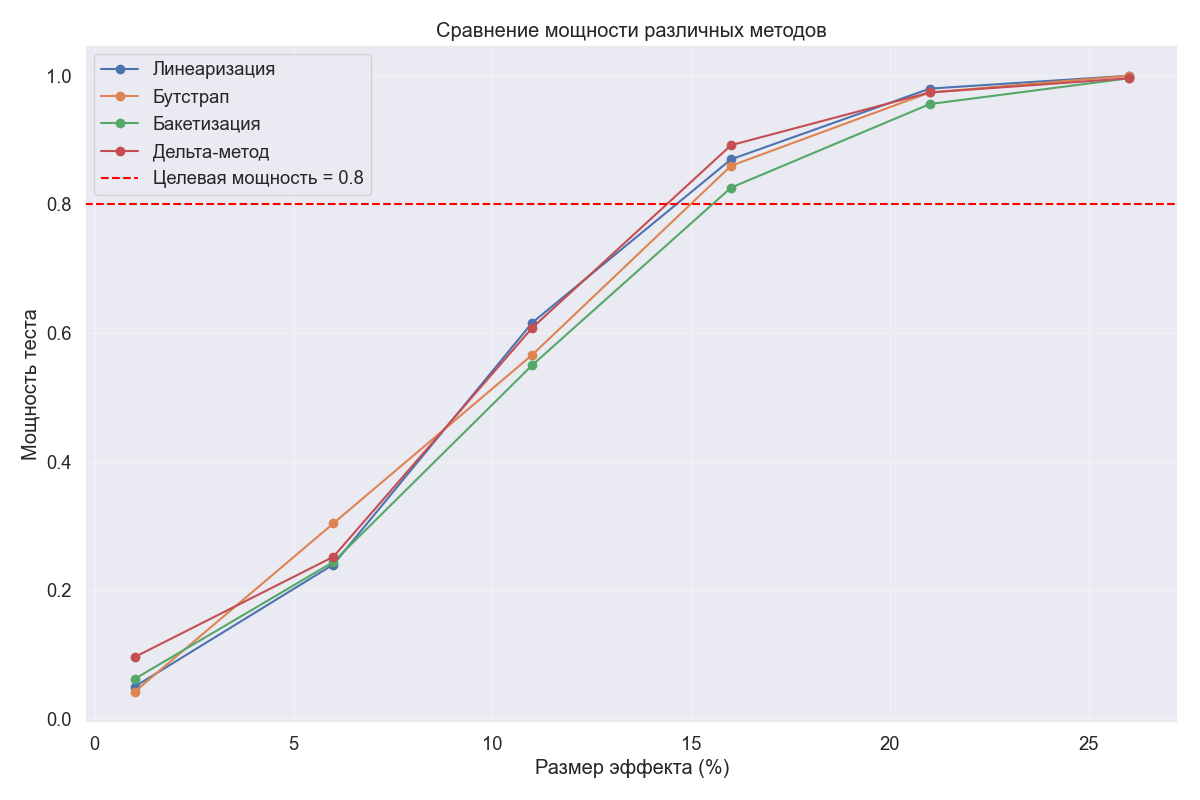 Сравнение мощности различных методов
Линеаризация
Бутстрап
Бакетизация
Дельта-метод
Целевая мощность = 0.8
Мощность теста
1.0
0.8
0.6
0.4
0.2
0.0
0
5
10
15
20
25
Размер эффекта (%)